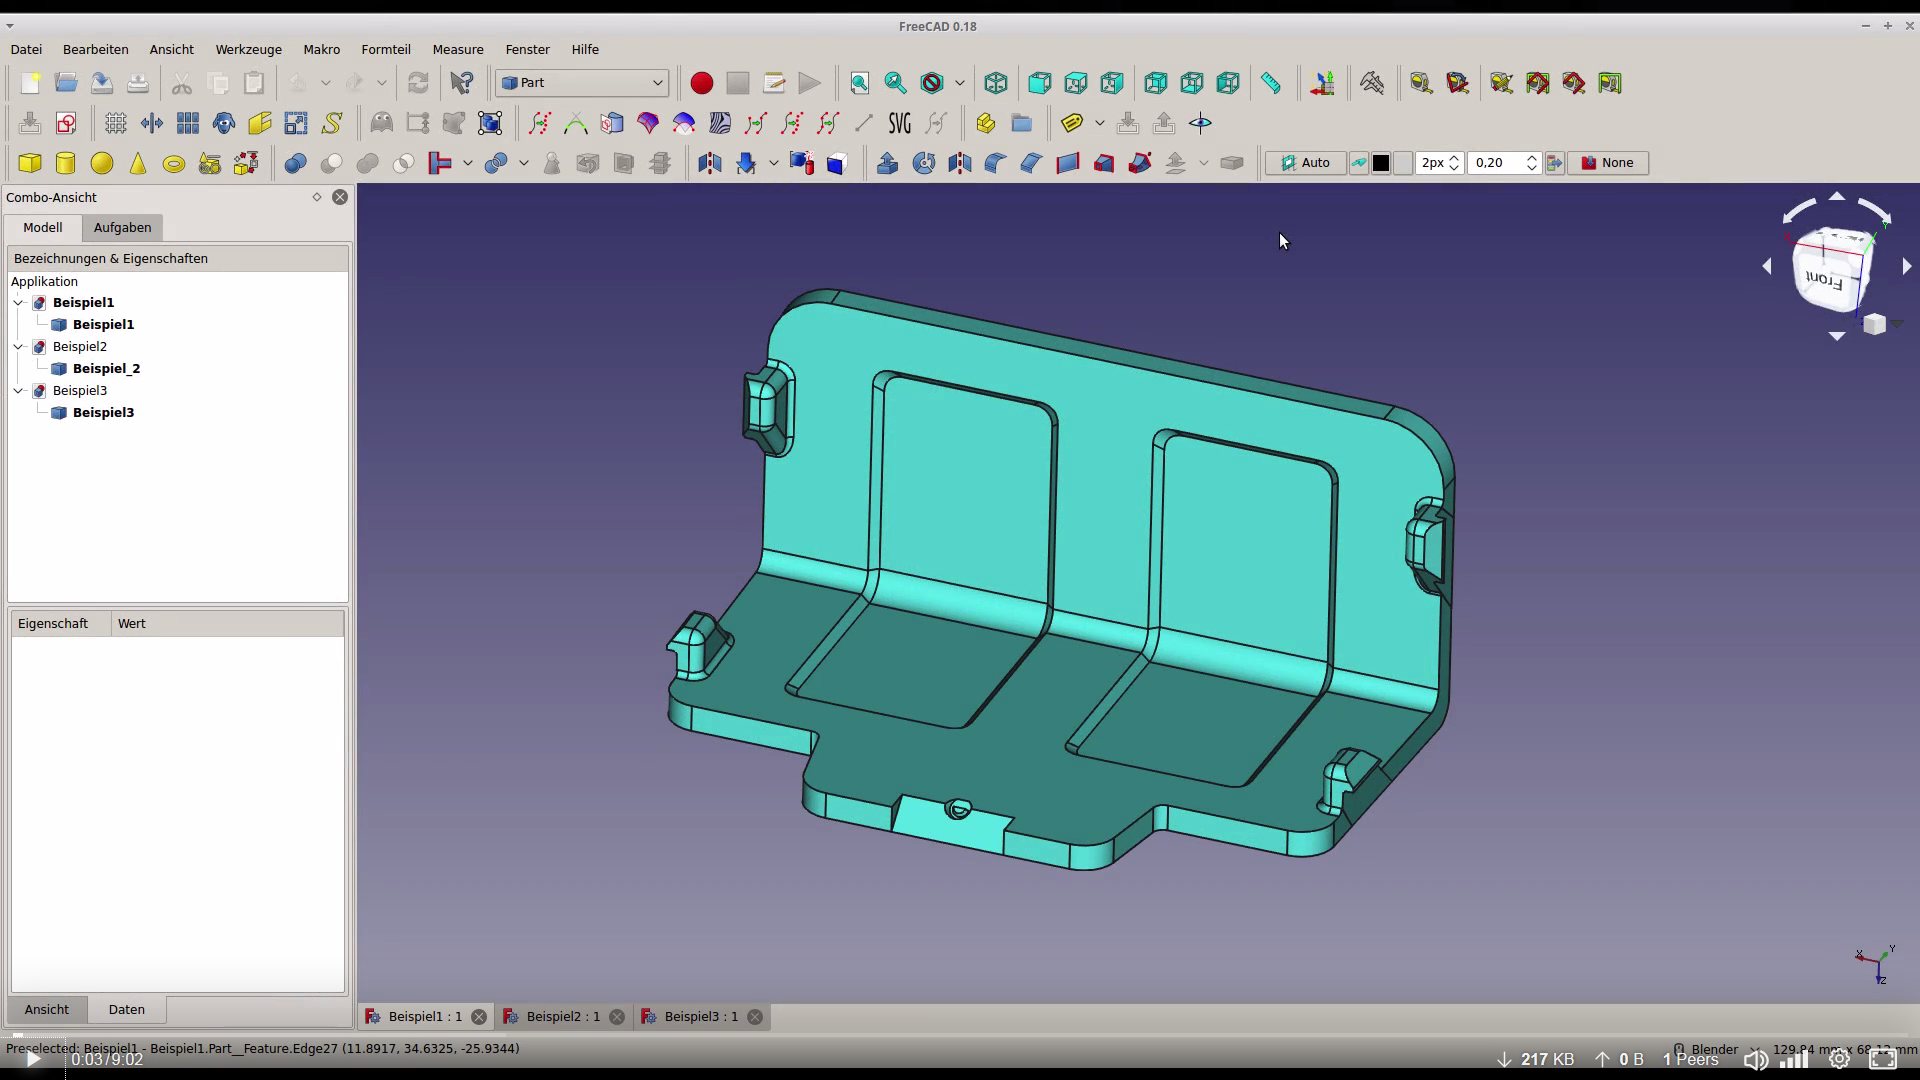 FreeCAD 0.18
Datei Bearbeiten Ansicht Werkzeuge Makro Formteil Measure Fenster Hilfe
Part
SVG
Auto 2px 0,20 None
Combo-Ansicht
Modell Aufgaben
Bezeichnungen & Eigenschaften
Applikation
Beispiel1
Beispiel1
Beispiel2
Beispiel_2
Beispiel3
Beispiel3
Eigenschaft Wert
Ansicht Daten
Front
X Y Z
Beispiel1 : 1 Beispiel2 : 1 Beispiel3 : 1
Preselected: Beispiel1 - Beispiel1.Part__Feature.Edge27 (11.8917, 34.6325, -25.9344)
Blender 129.84 mm x 68.12 mm
0:03/9:02 217 KB 0 B 1 Peers